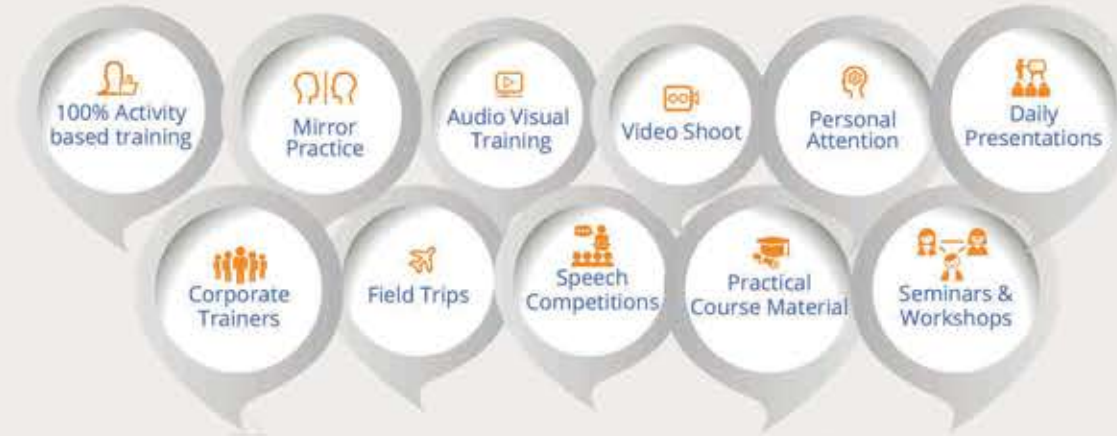 100% Activity
based training
Mirror
Practice
Audio Visual
Training
Video Shoot
Personal
Attention
Daily
Presentations
Corporate
Trainers
Field Trips
Speech
Competitions
Practical
Course Material
Seminars &
Workshops